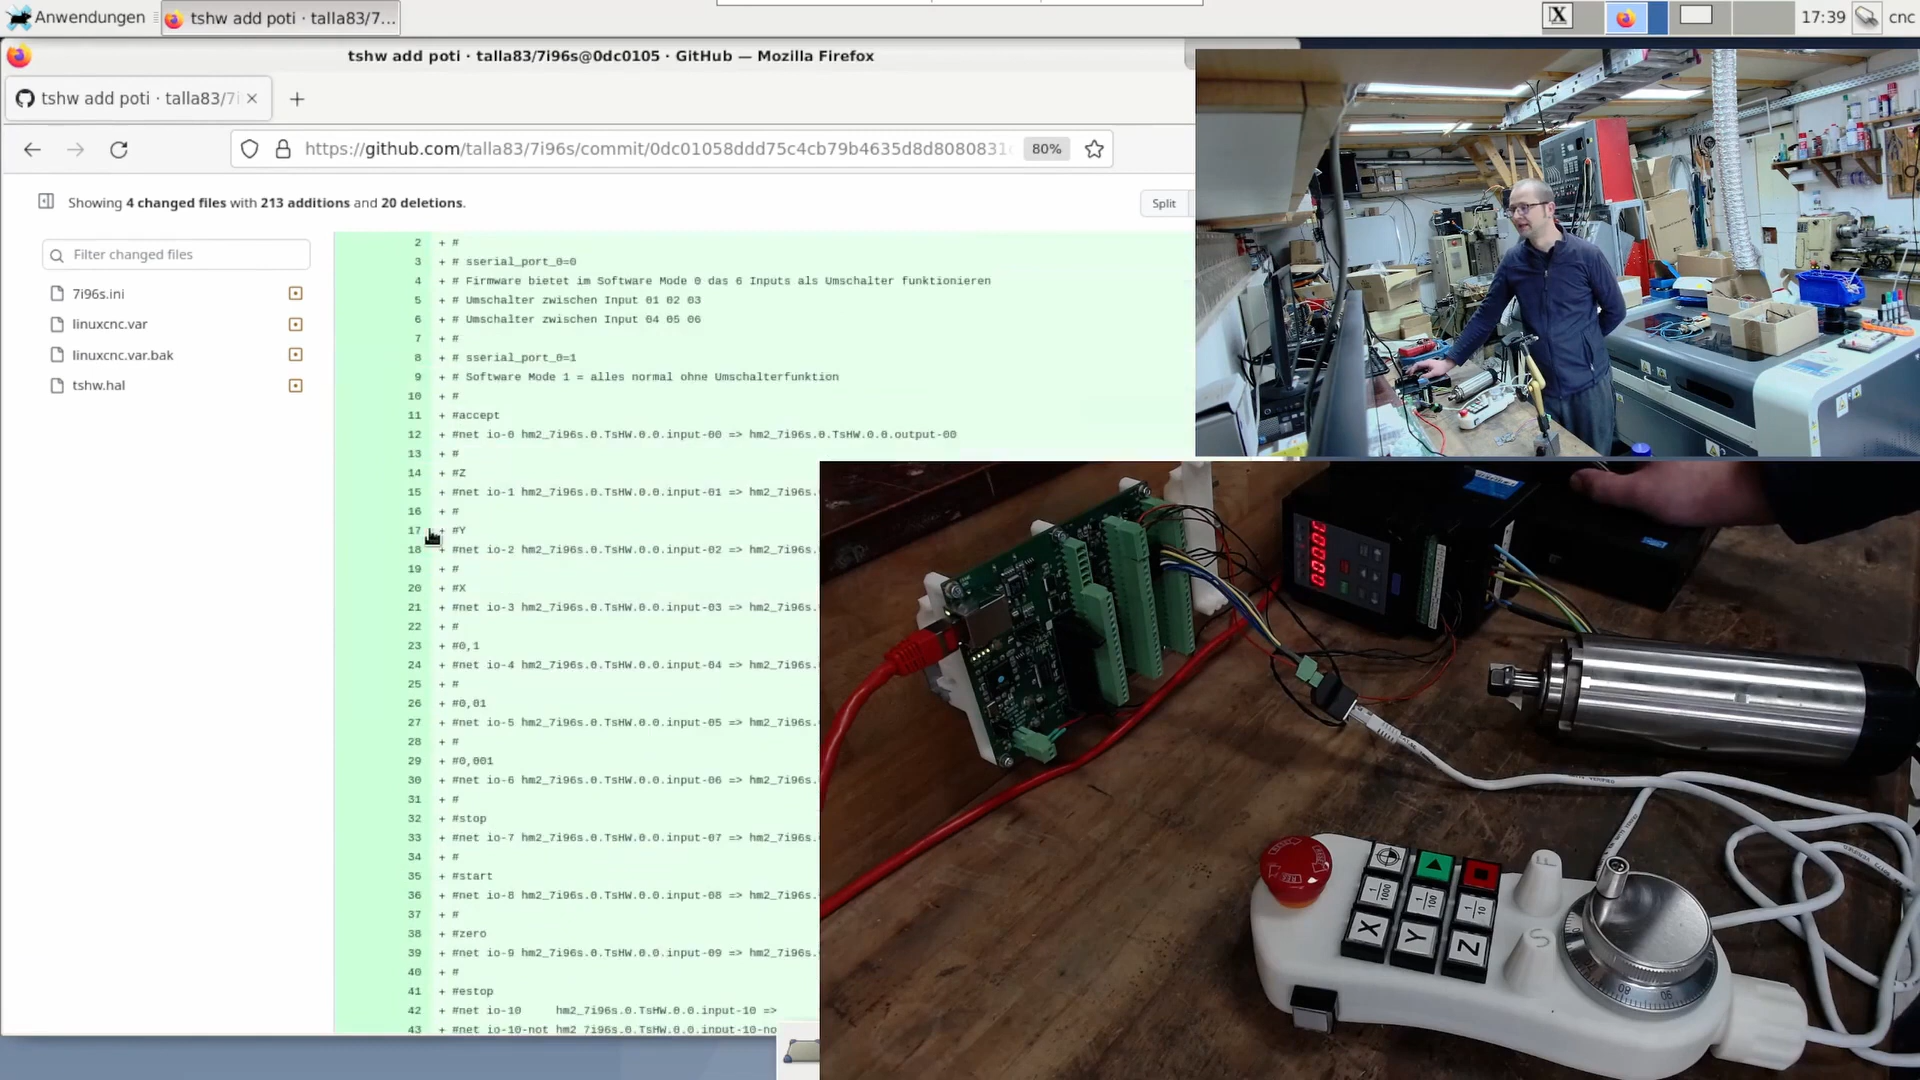 Anwendungen
tshw add poti · talla83/7...
X
17:39
cnc
tshw add poti · talla83/7i96s@0dc0105 · GitHub — Mozilla Firefox
tshw add poti · talla83/7i
https://github.com/talla83/7i96s/commit/0dc01058ddd75c4cb79b4635d8d8080831
80%
Showing 4 changed files with 213 additions and 20 deletions.
Split
Filter changed files
7i96s.ini
linuxcnc.var
linuxcnc.var.bak
tshw.hal
2 + #
3 + # sserial_port_0=0
4 + # Firmware bietet im Software Mode 0 das 6 Inputs als Umschalter funktionieren
5 + # Umschalter zwischen Input 01 02 03
6 + # Umschalter zwischen Input 04 05 06
7 + #
8 + # sserial_port_0=1
9 + # Software Mode 1 = alles normal ohne Umschalterfunktion
10 + #
11 + #accept
12 + #net io-0 hm2_7i96s.0.TsHW.0.0.input-00 => hm2_7i96s.0.TsHW.0.0.output-00
13 + #
14 + #Z
15 + #net io-1 hm2_7i96s.0.TsHW.0.0.input-01 => hm2_7i96s.
16 + #
17 + #Y
18 + #net io-2 hm2_7i96s.0.TsHW.0.0.input-02 => hm2_7i96s.
19 + #
20 + #X
21 + #net io-3 hm2_7i96s.0.TsHW.0.0.input-03 => hm2_7i96s.
22 + #
23 + #0,1
24 + #net io-4 hm2_7i96s.0.TsHW.0.0.input-04 => hm2_7i96s.
25 + #
26 + #0,01
27 + #net io-5 hm2_7i96s.0.TsHW.0.0.input-05 => hm2_7i96s.
28 + #
29 + #0,001
30 + #net io-6 hm2_7i96s.0.TsHW.0.0.input-06 => hm2_7i96s.
31 + #
32 + #stop
33 + #net io-7 hm2_7i96s.0.TsHW.0.0.input-07 => hm2_7i96s.
34 + #
35 + #start
36 + #net io-8 hm2_7i96s.0.TsHW.0.0.input-08 => hm2_7i96s.
37 + #
38 + #zero
39 + #net io-9 hm2_7i96s.0.TsHW.0.0.input-09 => hm2_7i96s.
40 + #
41 + #estop
42 + #net io-10 hm2_7i96s.0.TsHW.0.0.input-10 =>
43 + #net io-10-not hm2_7i96s.0.TsHW.0.0.input-10-no
1/1000
1/100
1/10
X
Y
Z
F
S
80
90